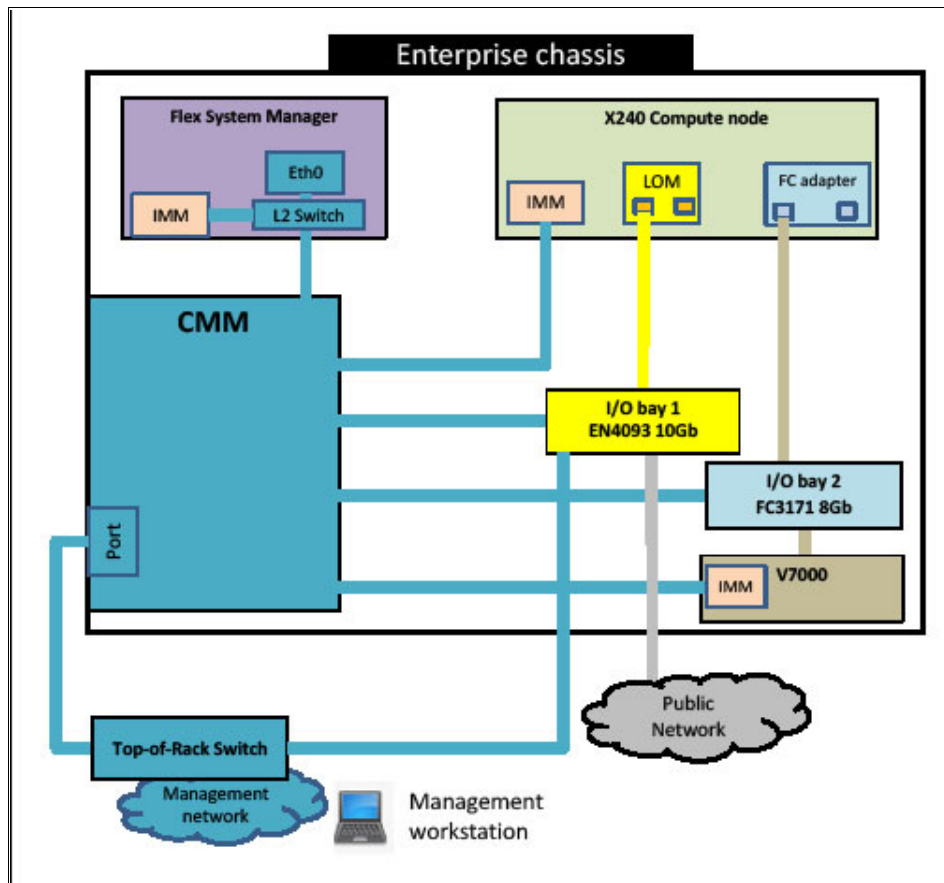 Enterprise chassis
Flex System Manager
Eth0
IMM
L2 Switch
X240 Compute node
IMM
LOM
FC adapter
CMM
Port
I/O bay 1
EN4093 10Gb
I/O bay 2
FC3171 8Gb
V7000
IMM
Public
Network
Top-of-Rack Switch
Management
network
Management
workstation